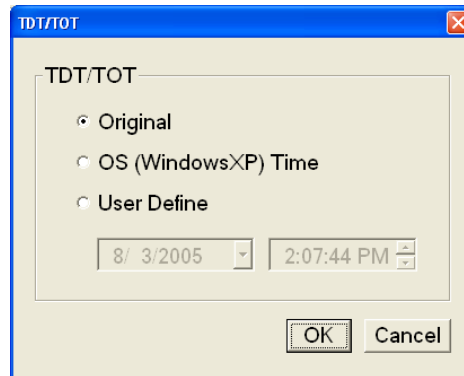 TDT/TOT
TDT/TOT
Original
OS (WindowsXP) Time
User Define
8/ 3/2005 2:07:44 PM
OK Cancel